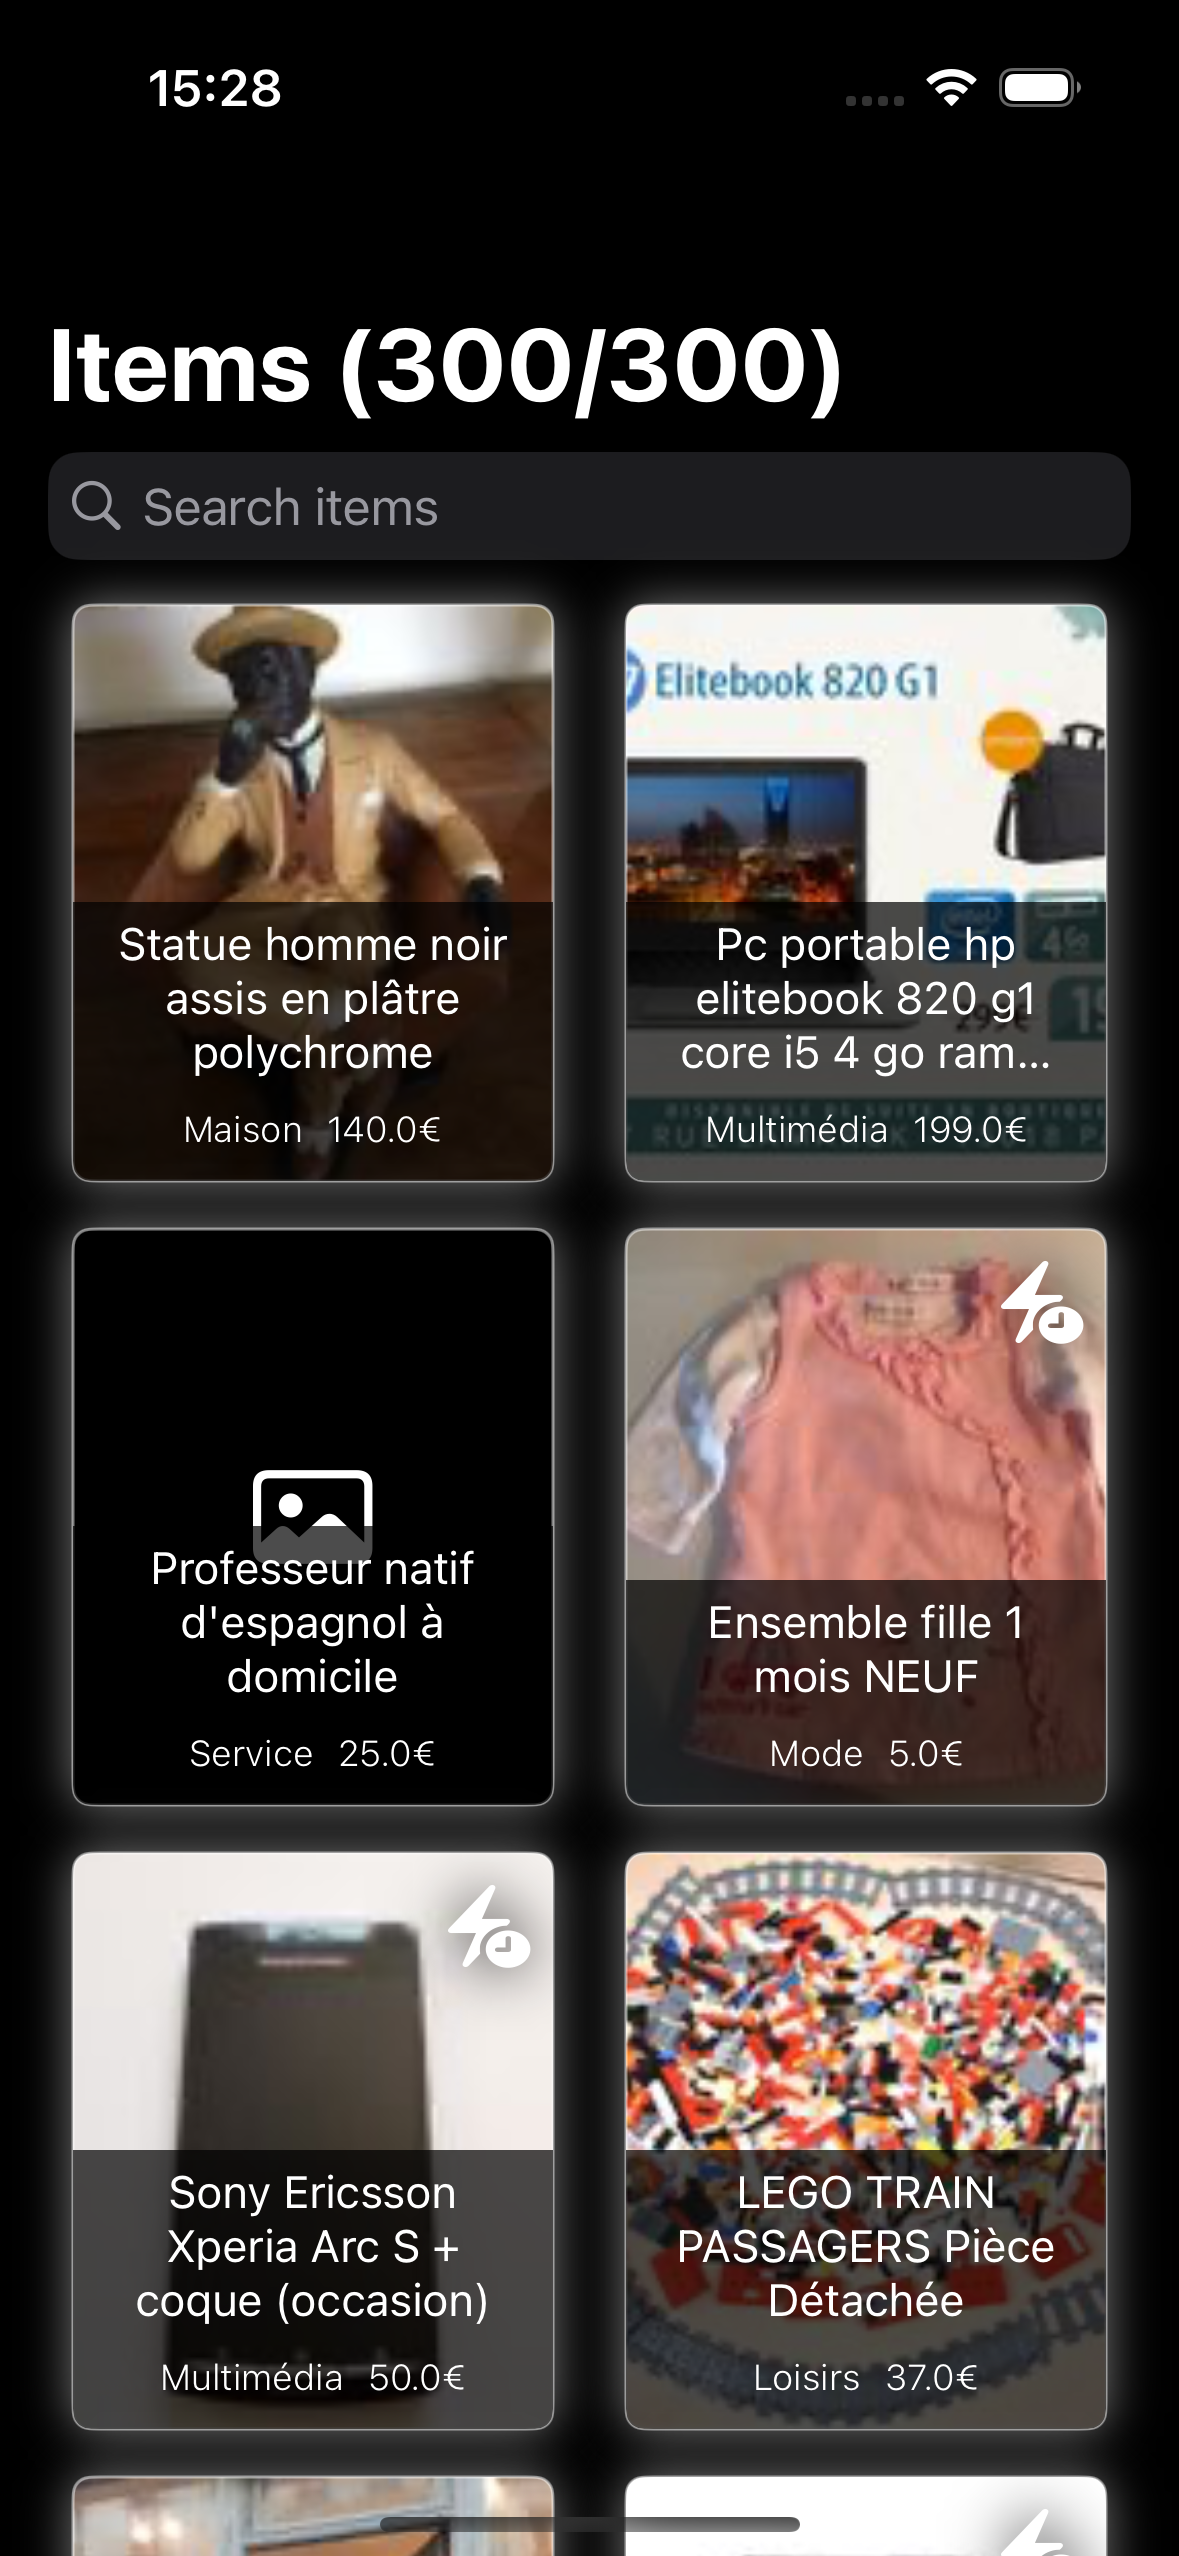 15:28
Items (300/300)
Search items
Elitebook 820 G1
Statue homme noir
assis en plâtre
polychrome
Maison 140.0€
Pc portable hp
elitebook 820 g1
core i5 4 go ram...
Multimédia 199.0€
Professeur natif
d'espagnol à
domicile
Service 25.0€
Ensemble fille 1
mois NEUF
Mode 5.0€
Sony Ericsson
Xperia Arc S +
coque (occasion)
Multimédia 50.0€
LEGO TRAIN
PASSAGERS Pièce
Détachée
Loisirs 37.0€